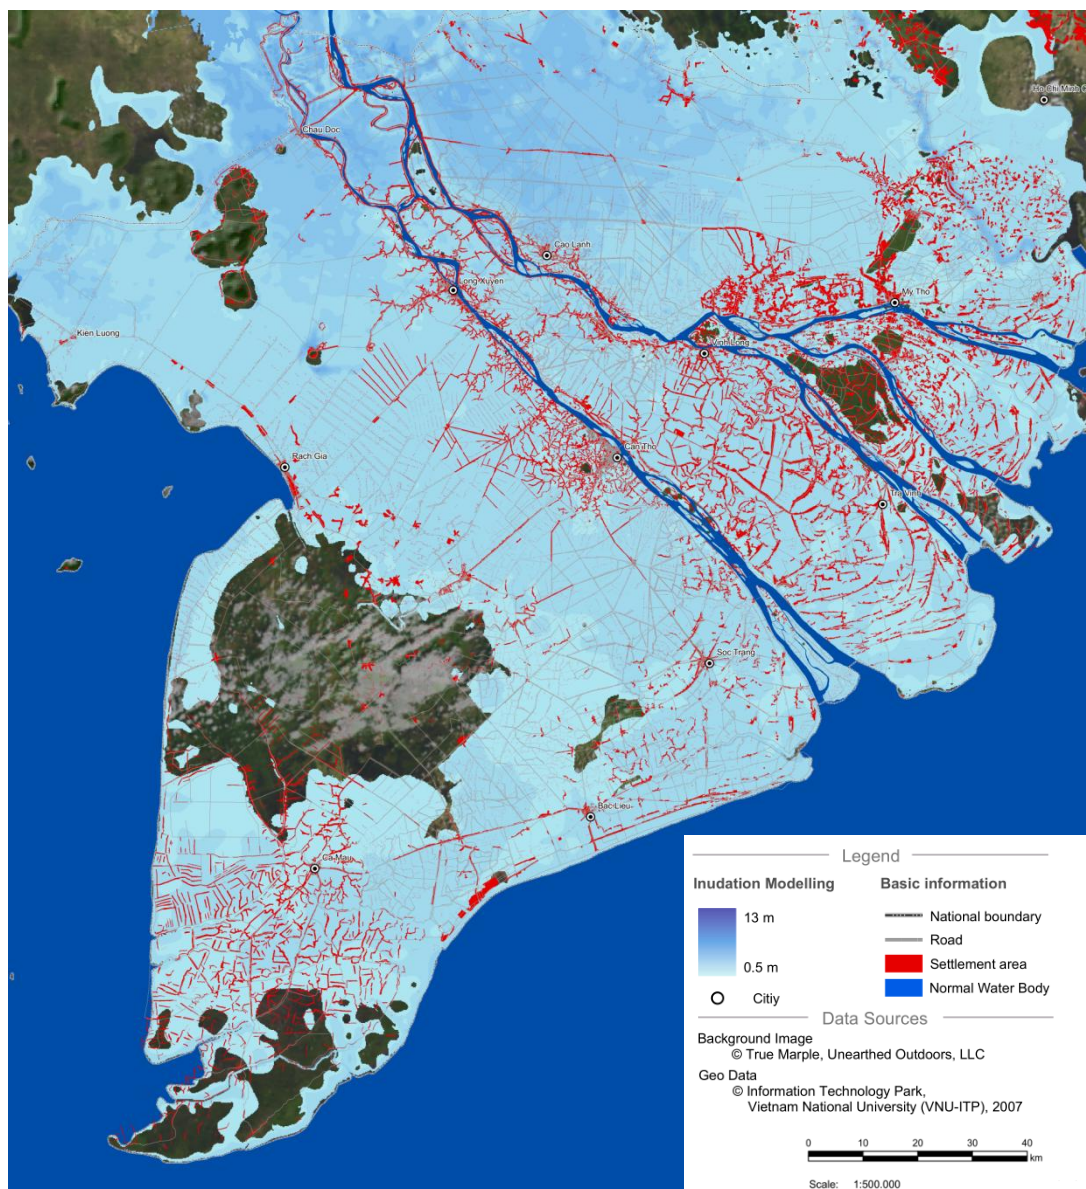 Ho Chi Minh C
Chau Doc
Cao Lanh
Long Xuyen
My Tho
Kien Luong
Vinh Long
Can Tho
Rach Gia
Tra Vinh
Soc Trang
Bac Lieu
Ca Mau
Legend
Inudation Modelling
13 m
0.5 m
Citiy
Basic information
National boundary
Road
Settlement area
Normal Water Body
Data Sources
Background Image
© True Marple, Unearthed Outdoors, LLC
Geo Data
© Information Technology Park,
Vietnam National University (VNU-ITP), 2007
0 10 20 30 40
km
Scale: 1:500.000